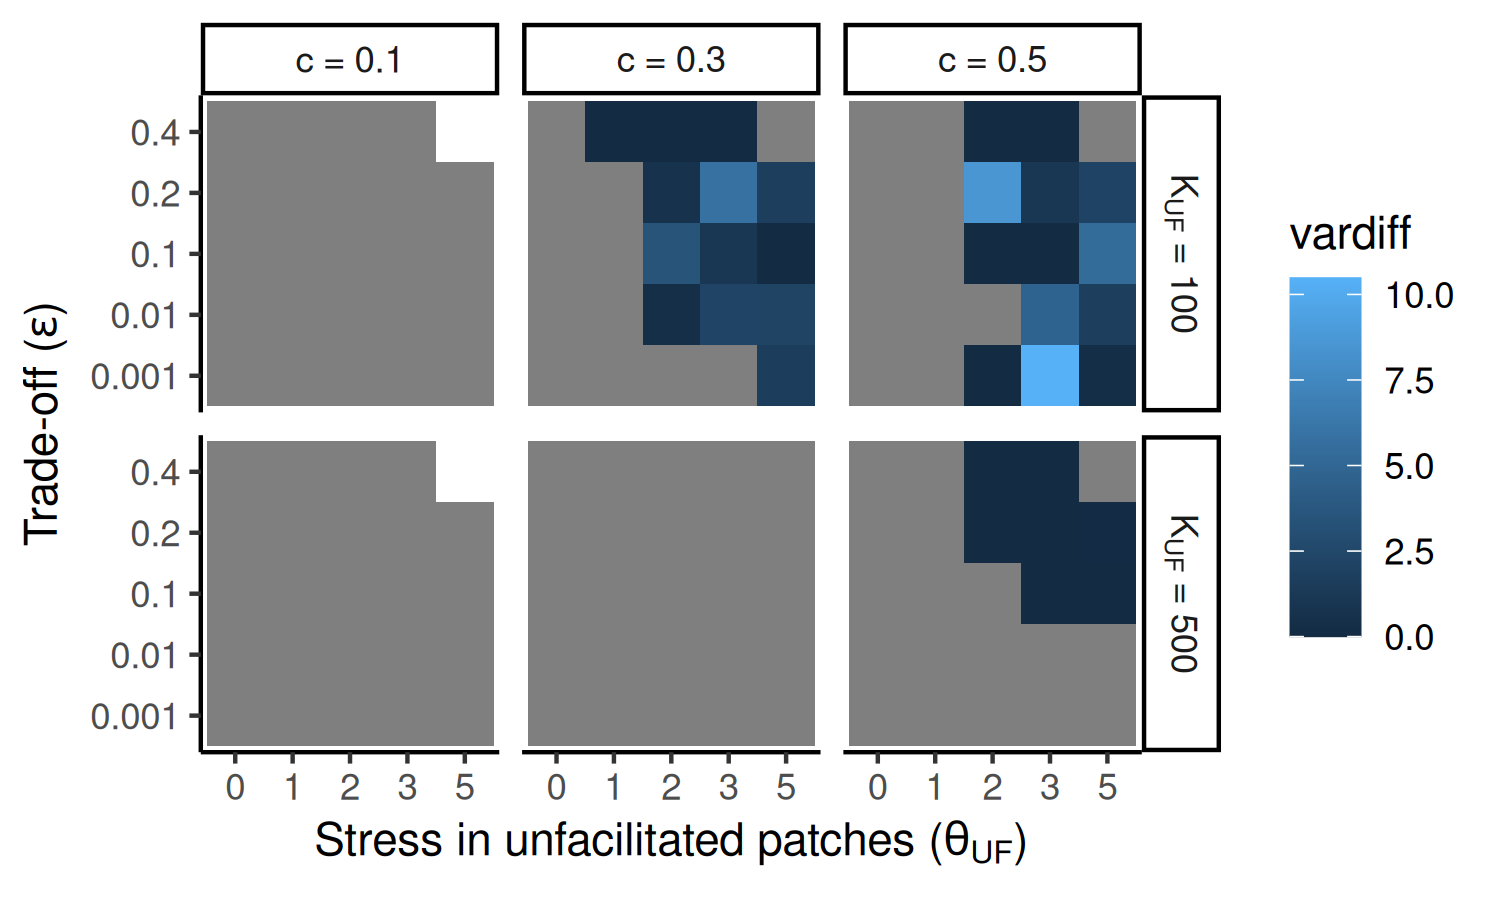 c = 0.1
c = 0.3
c = 0.5
0.4
0.2
0.1
0.01
0.001
K_UF = 100
0.4
0.2
0.1
0.01
0.001
K_UF = 500
Trade-off (ε)
0 1 2 3 5
0 1 2 3 5
0 1 2 3 5
Stress in unfacilitated patches (θ_UF)
vardiff
10.0
7.5
5.0
2.5
0.0